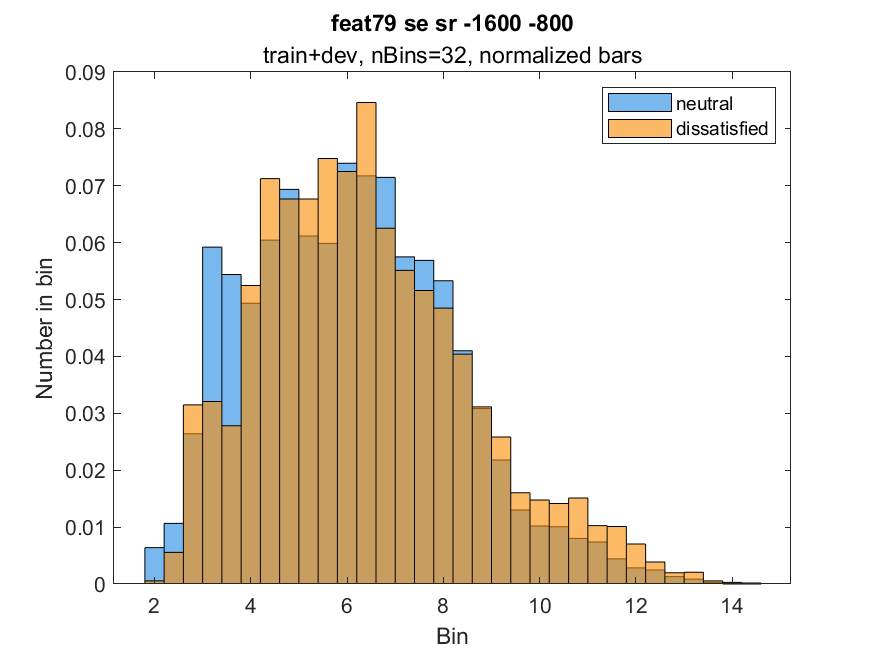 feat79 se sr -1600 -800
train+dev, nBins=32, normalized bars
0.09
0.08
0.07
0.06
0.05
0.04
0.03
0.02
0.01
0
Number in bin
neutral
dissatisfied
2 4 6 8 10 12 14
Bin